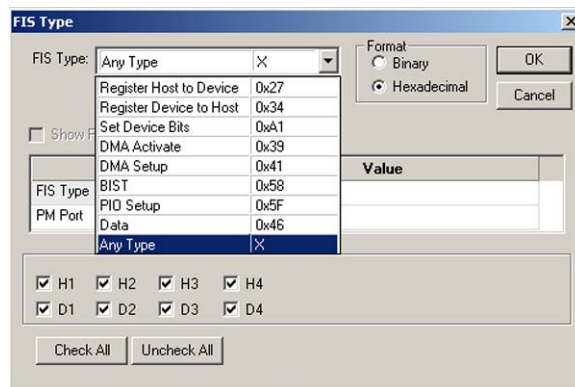 FIS Type
FIS Type: Any Type X
Format
Binary
Hexadecimal
OK
Cancel
Register Host to Device 0x27
Register Device to Host 0x34
Set Device Bits 0xA1
DMA Activate 0x39
DMA Setup 0x41
BIST 0x58
PIO Setup 0x5F
Data 0x46
Any Type X
Show
Value
FIS Type
PM Port
H1 H2 H3 H4
D1 D2 D3 D4
Check All Uncheck All